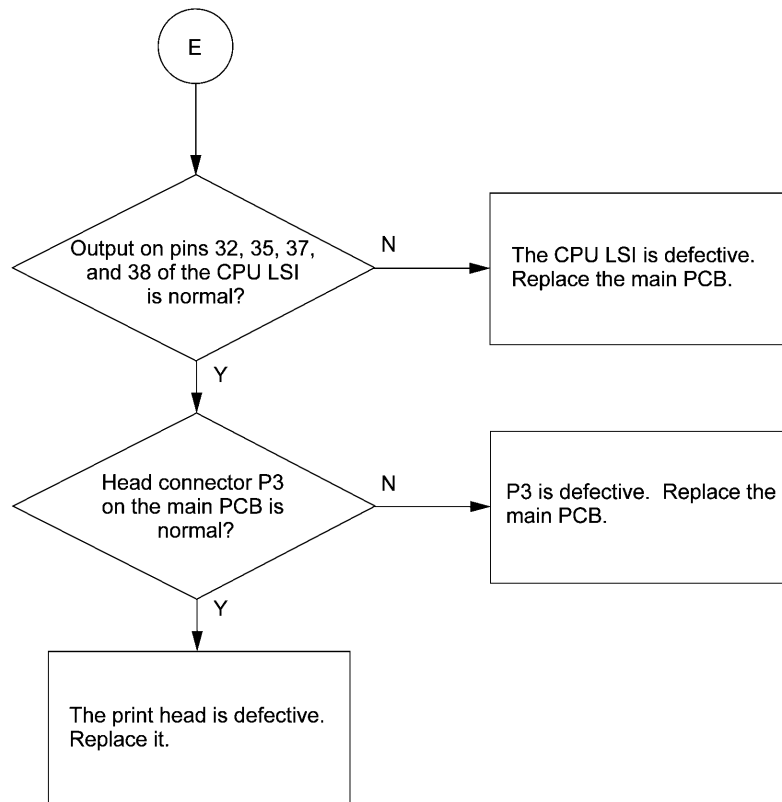 E
Output on pins 32, 35, 37,
and 38 of the CPU LSI
is normal?
N
The CPU LSI is defective.
Replace the main PCB.
Y
Head connector P3
on the main PCB is
normal?
N
P3 is defective.  Replace the
main PCB.
Y
The print head is defective.
Replace it.